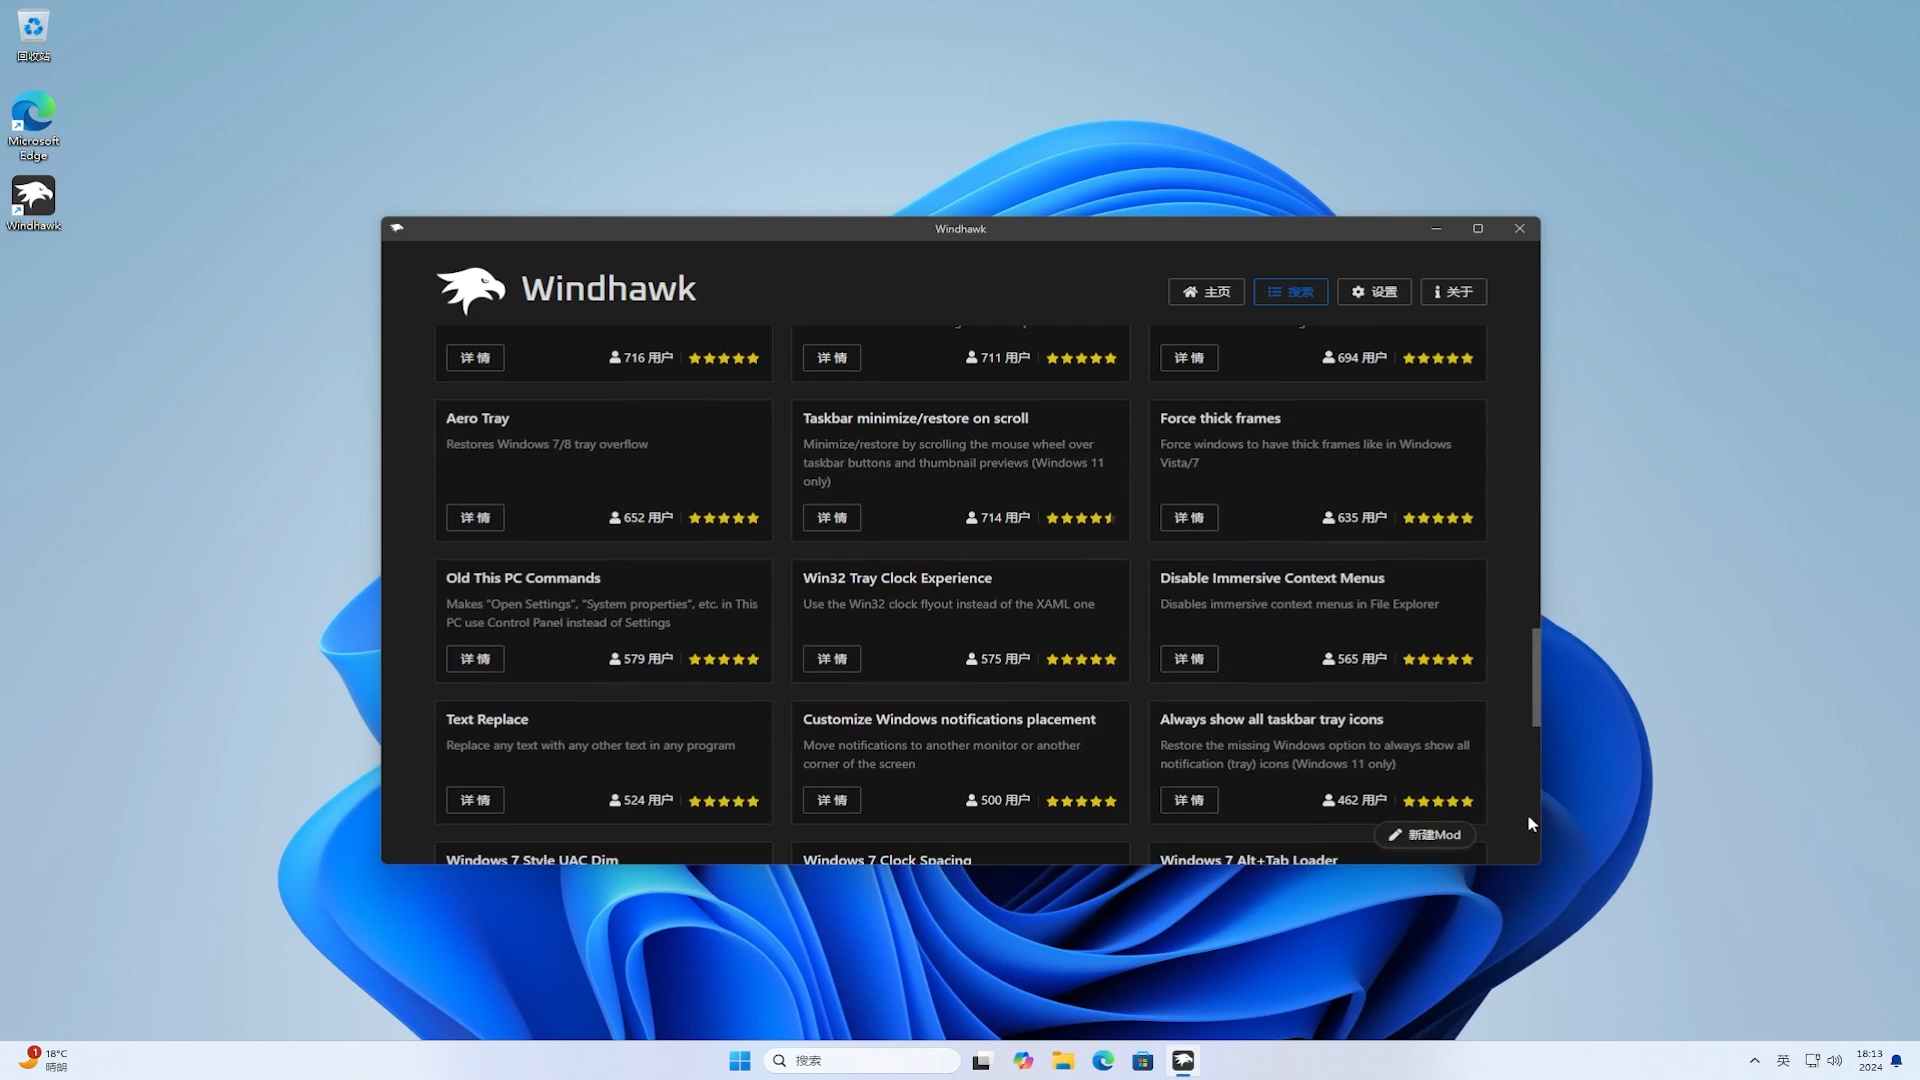 回收站
Microsoft
Edge
Windhawk
Windhawk
Windhawk
主页
搜索
设置
关于
详情
716 用户
详情
711 用户
详情
694 用户
Aero Tray
Restores Windows 7/8 tray overflow
详情
652 用户
Taskbar minimize/restore on scroll
Minimize/restore by scrolling the mouse wheel over
taskbar buttons and thumbnail previews (Windows 11
only)
详情
714 用户
Force thick frames
Force windows to have thick frames like in Windows
Vista/7
详情
635 用户
Old This PC Commands
Makes "Open Settings", "System properties", etc. in This
PC use Control Panel instead of Settings
详情
579 用户
Win32 Tray Clock Experience
Use the Win32 clock flyout instead of the XAML one
详情
575 用户
Disable Immersive Context Menus
Disables immersive context menus in File Explorer
详情
565 用户
Text Replace
Replace any text with any other text in any program
详情
524 用户
Customize Windows notifications placement
Move notifications to another monitor or another
corner of the screen
详情
500 用户
Always show all taskbar tray icons
Restore the missing Windows option to always show all
notification (tray) icons (Windows 11 only)
详情
462 用户
新建Mod
Windows 7 Style UAC Dim
Windows 7 Clock Spacing
Windows 7 Alt+Tab Loader
1
18°C
晴朗
搜索
英
18:13
2024